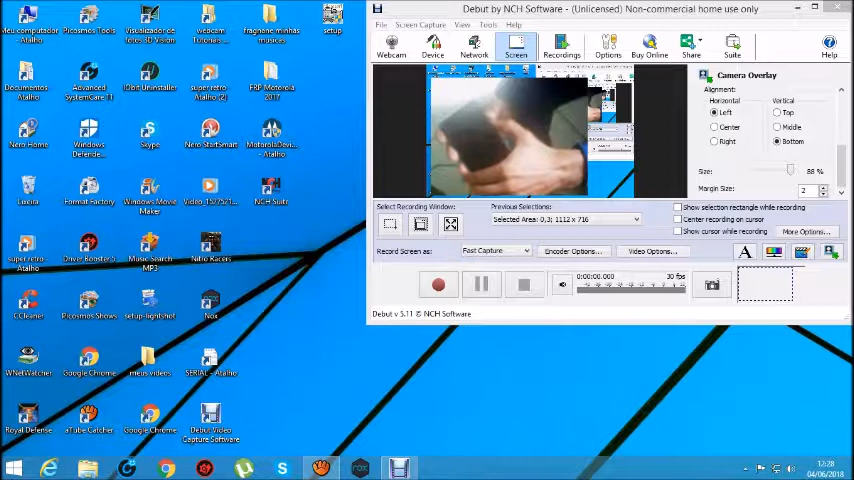 Meu computador - Atalho
Picosmos Tools
Visualizador de fotos 3D Vision
webcam Tutoriais ...
fragnane minhas musicas
setup
Documentos Atalho
Advanced SystemCare 11
IObit Uninstaller
super retro - Atalho (2)
FRP Motorola 2017
Nero Home
Windows Defende...
Skype
Nero StartSmart
MotorolaDevi... - Atalho
Lixeira
Format Factory
Windows Movie Maker
Video_1527521...
NCH Suite
super retro - Atalho
Driver Booster 5
Music Search MP3
Nitro Racers
CCleaner
Picosmos Shows
setup-lightshot
Nox
WNetWatcher
Google Chrome
meus videos
SERIAL - Atalho
Royal Defense
aTube Catcher
Google Chrome
Debut Video Capture Software
Debut by NCH Software - (Unlicensed) Non-commercial home use only
File Screen Capture View Tools Help
Webcam Device Network Screen Recordings Options Buy Online Share Suite Help
Camera Overlay
Alignment:
Horizontal Vertical
Left Top
Center Middle
Right Bottom
Size: 88 %
Margin Size: 2
Select Recording Window:
Previous Selections:
Selected Area: 0,3; 1112 x 716
Show selection rectangle while recording
Center recording on cursor
Show cursor while recording
More Options...
Record Screen as: Fast Capture Encoder Options... Video Options...
0:00:00.000 30 fps
Debut v 5.11 © NCH Software
12:28
04/06/2018